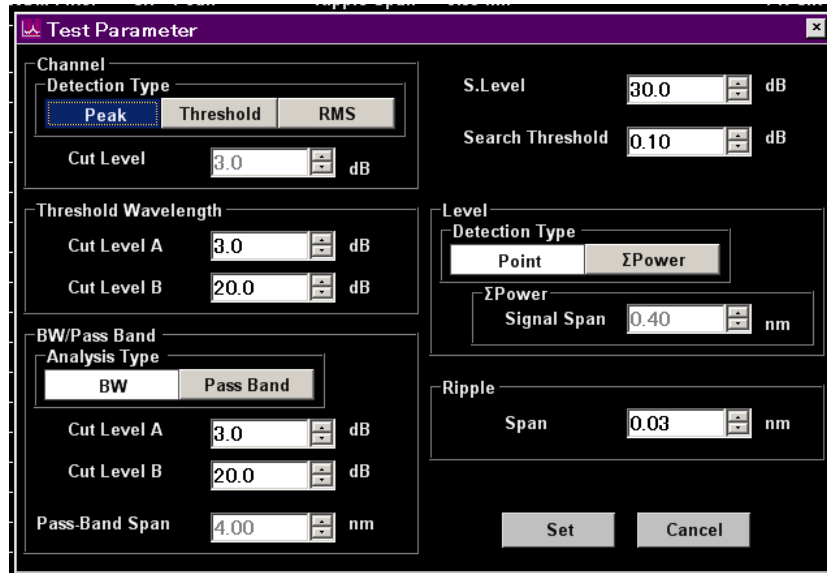 Test Parameter
Channel
Detection Type
Peak Threshold RMS
Cut Level 3.0 dB
S.Level 30.0 dB
Search Threshold 0.10 dB
Threshold Wavelength
Cut Level A 3.0 dB
Cut Level B 20.0 dB
Level
Detection Type
Point ΣPower
ΣPower
Signal Span 0.40 nm
BW/Pass Band
Analysis Type
BW Pass Band
Cut Level A 3.0 dB
Cut Level B 20.0 dB
Pass-Band Span 4.00 nm
Ripple
Span 0.03 nm
Set Cancel